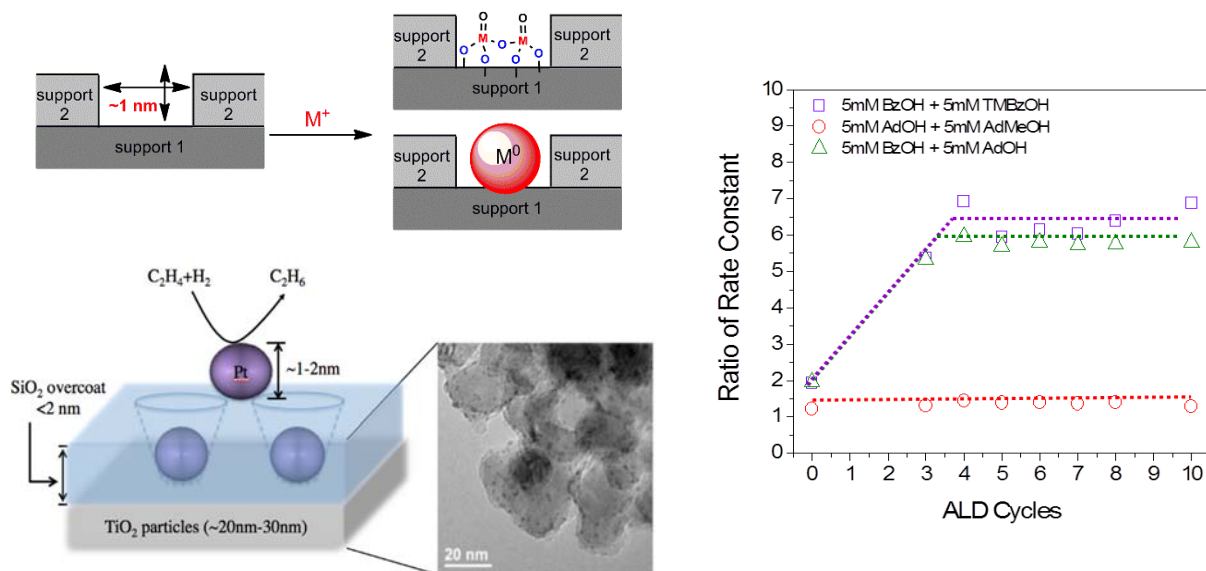 support
2
~1 nm
support
2
support 1
M⁺
support
2
O
O
M
O
M
O
O
O
O
support
2
support 1
support
2
M⁰
support
2
support 1
C₂H₄+H₂
C₂H₆
Pt
~1-2nm
SiO₂ overcoat
<2 nm
TiO₂ particles (~20nm-30nm)
20 nm
5mM BzOH + 5mM TMBzOH
5mM AdOH + 5mM AdMeOH
5mM BzOH + 5mM AdOH
Ratio of Rate Constant
10
9
8
7
6
5
4
3
2
1
0
0 1 2 3 4 5 6 7 8 9 10
ALD Cycles